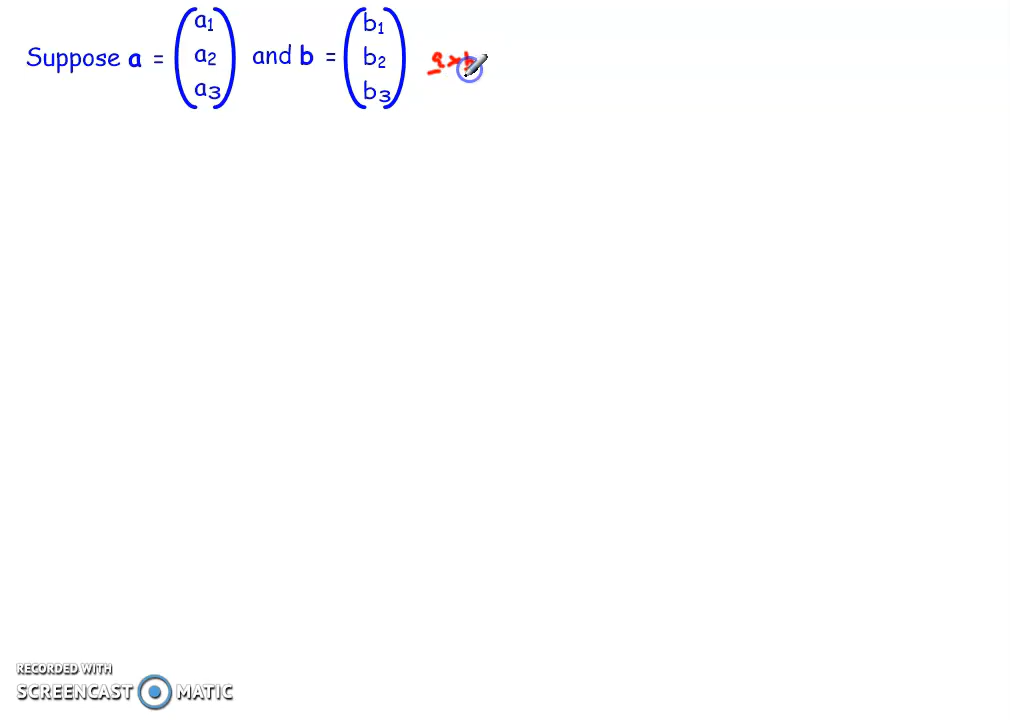 Suppose a = (a1 a2 a3) and b = (b1 b2 b3) a × b
RECORDED WITH
SCREENCAST MATIC